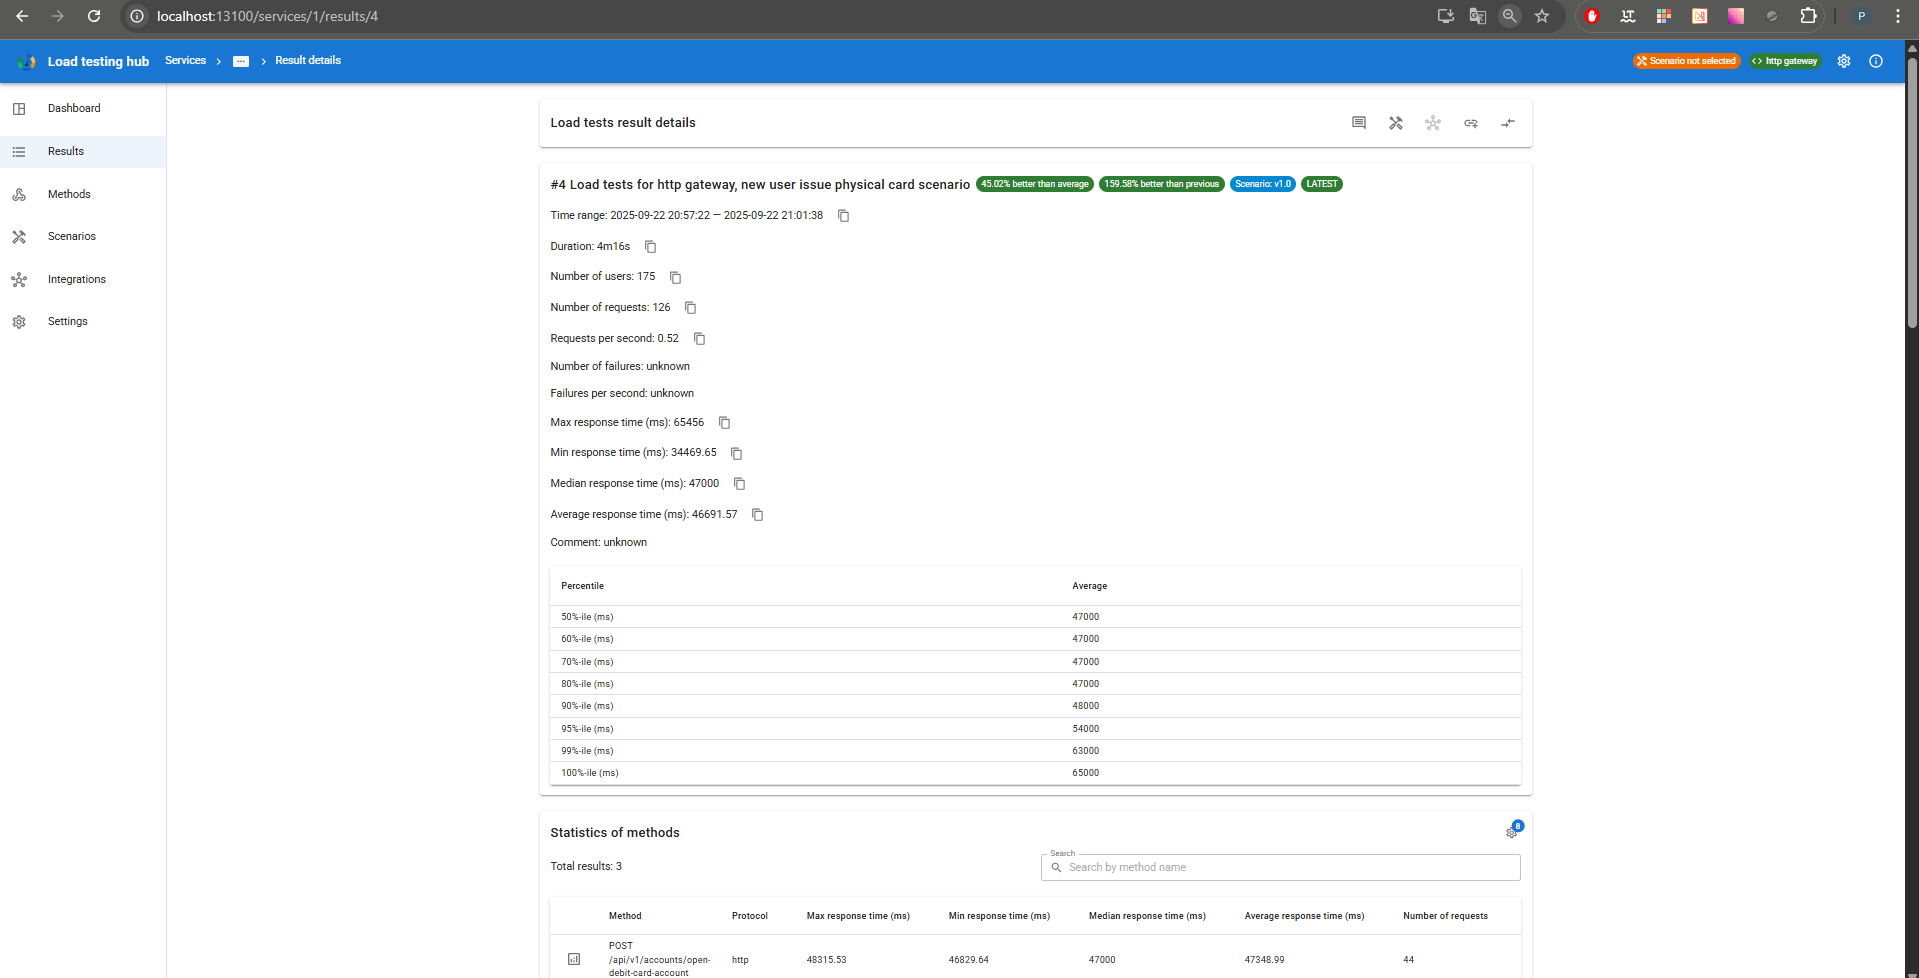 localhost:13100/services/1/results/4
P
Load testing hub
Services › ... › Result details
Scenario not selected
<> http gateway
Dashboard
Results
Methods
Scenarios
Integrations
Settings
Load tests result details
#4 Load tests for http gateway, new user issue physical card scenario 45.02% better than average 159.58% better than previous Scenario: v1.0 LATEST
Time range: 2025-09-22 20:57:22 — 2025-09-22 21:01:38
Duration: 4m16s
Number of users: 175
Number of requests: 126
Requests per second: 0.52
Number of failures: unknown
Failures per second: unknown
Max response time (ms): 65456
Min response time (ms): 34469.65
Median response time (ms): 47000
Average response time (ms): 46691.57
Comment: unknown
Percentile Average
50%-ile (ms) 47000
60%-ile (ms) 47000
70%-ile (ms) 47000
80%-ile (ms) 47000
90%-ile (ms) 48000
95%-ile (ms) 54000
99%-ile (ms) 63000
100%-ile (ms) 65000
Statistics of methods
8
Total results: 3
Search
Search by method name
Method Protocol Max response time (ms) Min response time (ms) Median response time (ms) Average response time (ms) Number of requests
POST
/api/v1/accounts/open-
debit-card-account
http 48315.53 46829.64 47000 47348.99 44